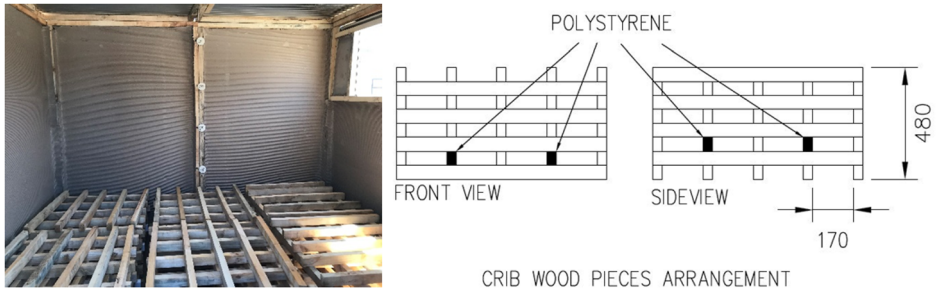 POLYSTYRENE
480
FRONT VIEW
SIDEVIEW
170
CRIB WOOD PIECES ARRANGEMENT